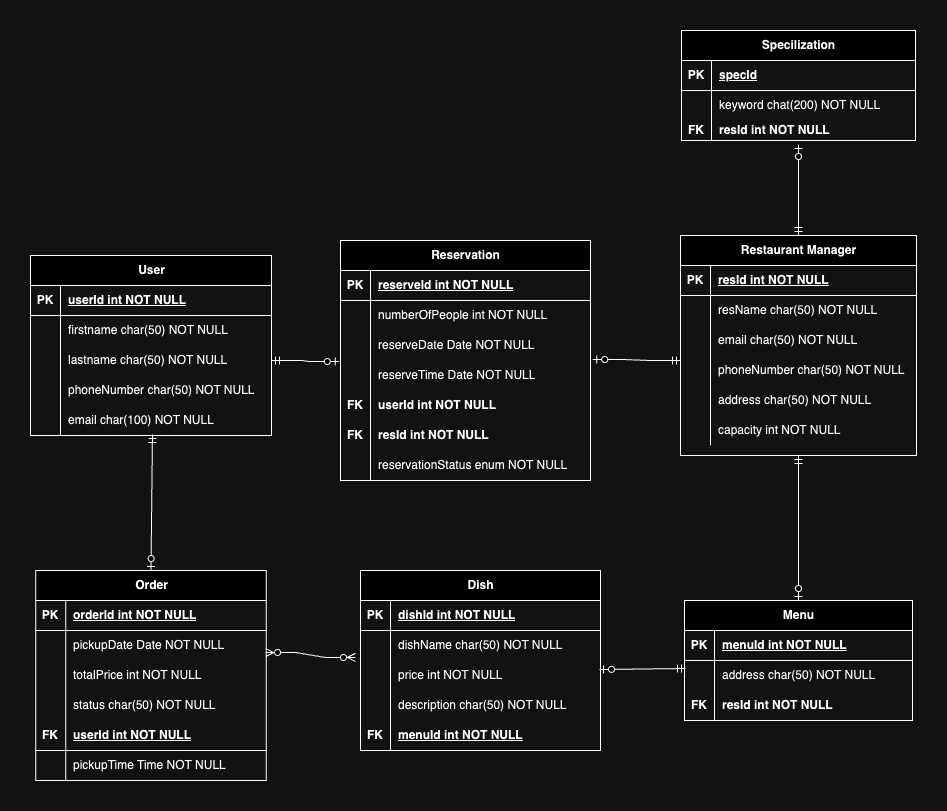 Specilization
PK specId
keyword chat(200) NOT NULL
FK resId int NOT NULL
User
PK userId int NOT NULL
firstname char(50) NOT NULL
lastname char(50) NOT NULL
phoneNumber char(50) NOT NULL
email char(100) NOT NULL
Reservation
PK reserveId int NOT NULL
numberOfPeople int NOT NULL
reserveDate Date NOT NULL
reserveTime Date NOT NULL
FK userId int NOT NULL
FK resId int NOT NULL
reservationStatus enum NOT NULL
Restaurant Manager
PK resId int NOT NULL
resName char(50) NOT NULL
email char(50) NOT NULL
phoneNumber char(50) NOT NULL
address char(50) NOT NULL
capacity int NOT NULL
Order
PK orderId int NOT NULL
pickupDate Date NOT NULL
totalPrice int NOT NULL
status char(50) NOT NULL
FK userId int NOT NULL
pickupTime Time NOT NULL
Dish
PK dishId int NOT NULL
dishName char(50) NOT NULL
price int NOT NULL
description char(50) NOT NULL
FK menuId int NOT NULL
Menu
PK menuId int NOT NULL
address char(50) NOT NULL
FK resId int NOT NULL